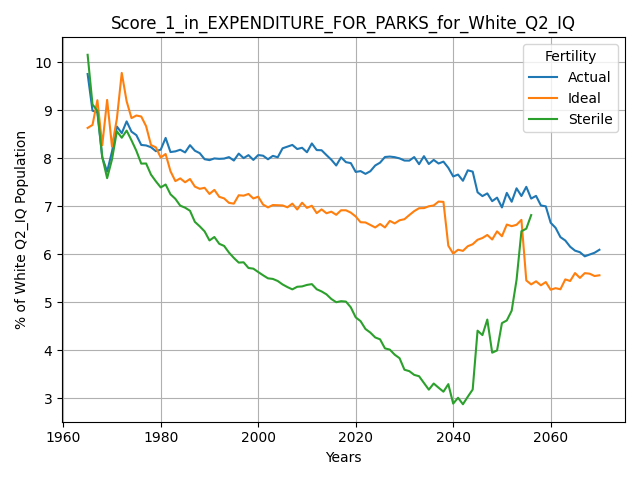 Score_1_in_EXPENDITURE_FOR_PARKS_for_White_Q2_IQ
Fertility
Actual
Ideal
Sterile
% of White Q2_IQ Population
10
9
8
7
6
5
4
3
1960
1980
2000
2020
2040
2060
Years